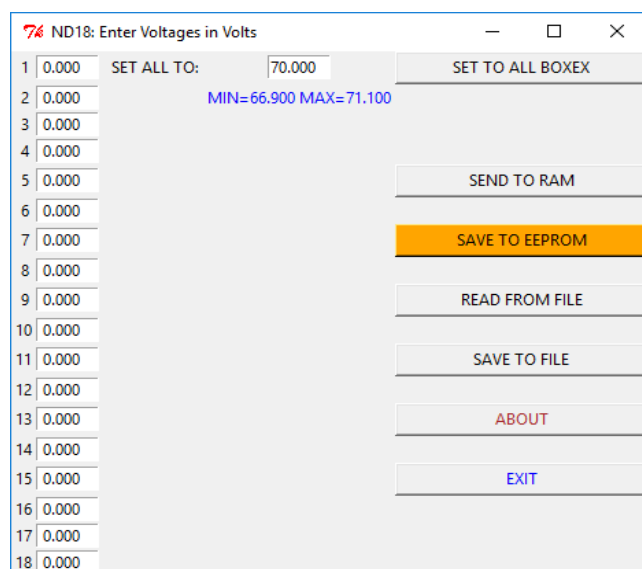 7% ND18: Enter Voltages in Volts
1 0.000 SET ALL TO: 70.000 SET TO ALL BOXEX
2 0.000 MIN=66.900 MAX=71.100
3 0.000
4 0.000
5 0.000 SEND TO RAM
6 0.000
7 0.000 SAVE TO EEPROM
8 0.000
9 0.000 READ FROM FILE
10 0.000
11 0.000 SAVE TO FILE
12 0.000
13 0.000 ABOUT
14 0.000
15 0.000 EXIT
16 0.000
17 0.000
18 0.000